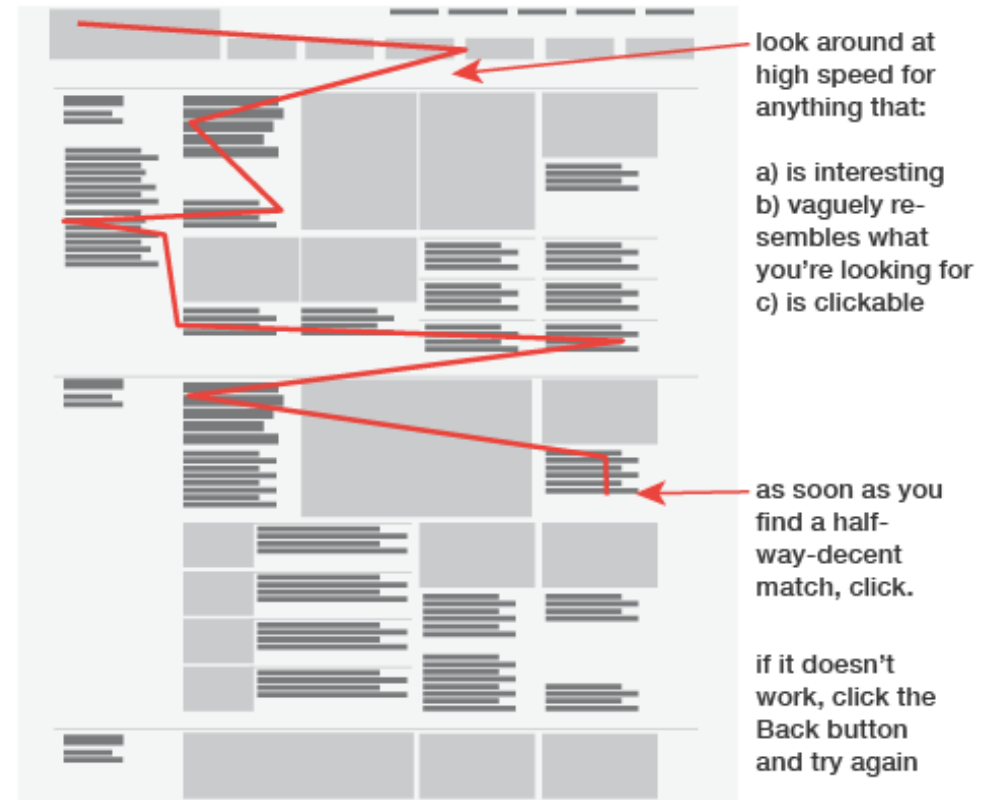 look around at
high speed for
anything that:
a) is interesting
b) vaguely re-
sembles what
you're looking for
c) is clickable
as soon as you
find a half-
way-decent
match, click.
if it doesn't
work, click the
Back button
and try again